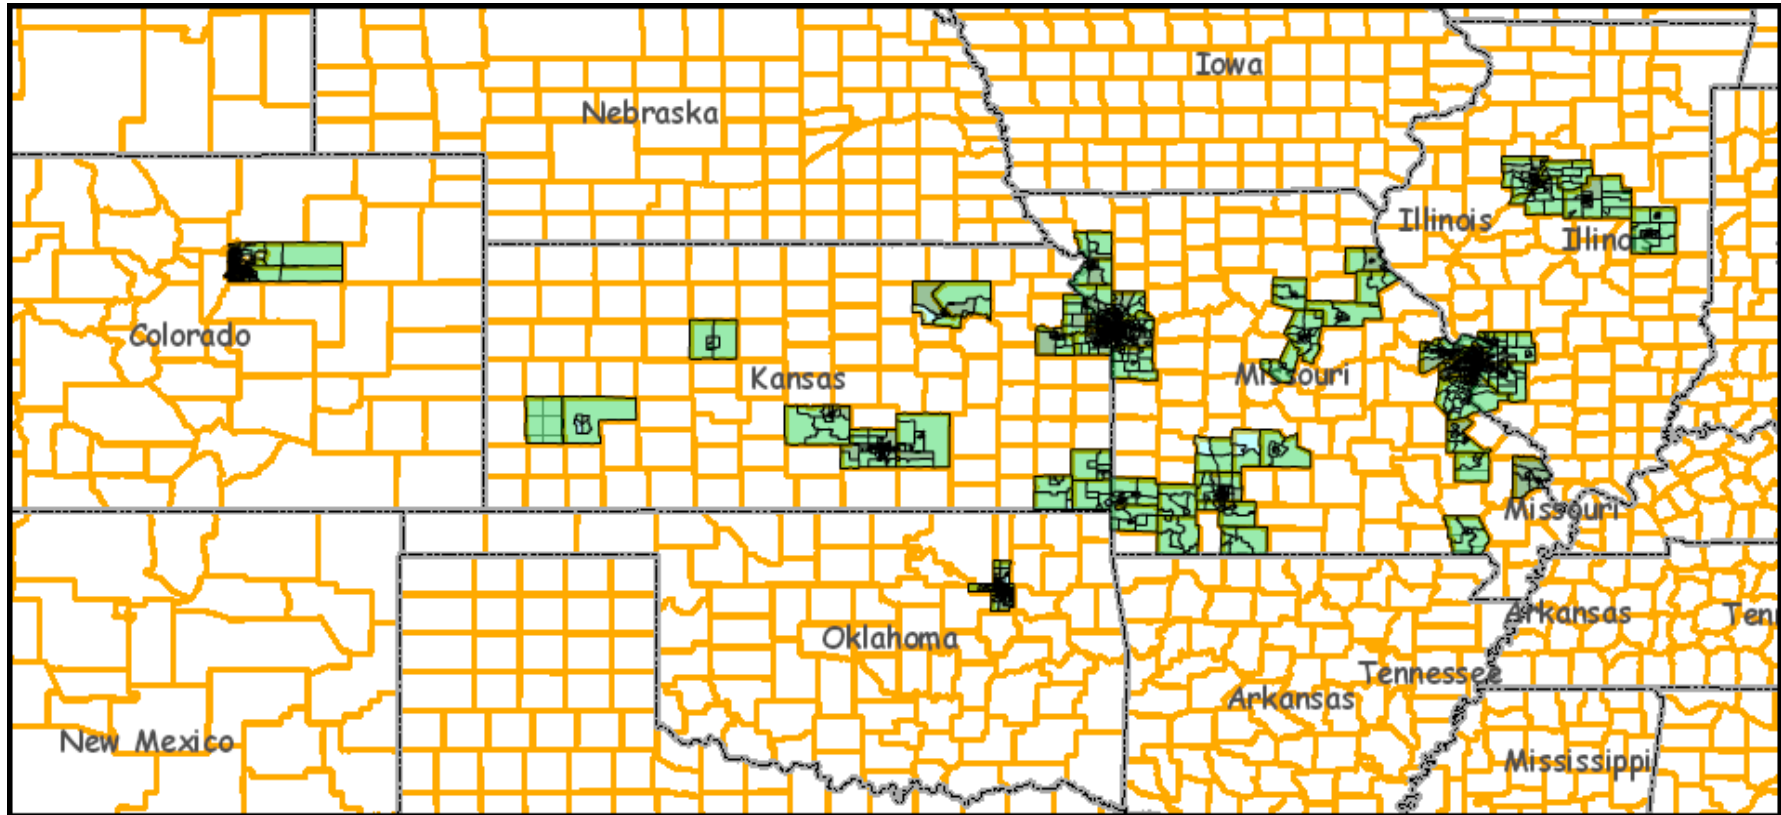 Iowa
Nebraska
Illinois
Illino s
Colorado
Kansas
Missouri
Missouri
Arkansas
Ten
Oklahoma
Tennessee
Arkansas
New Mexico
Mississippi